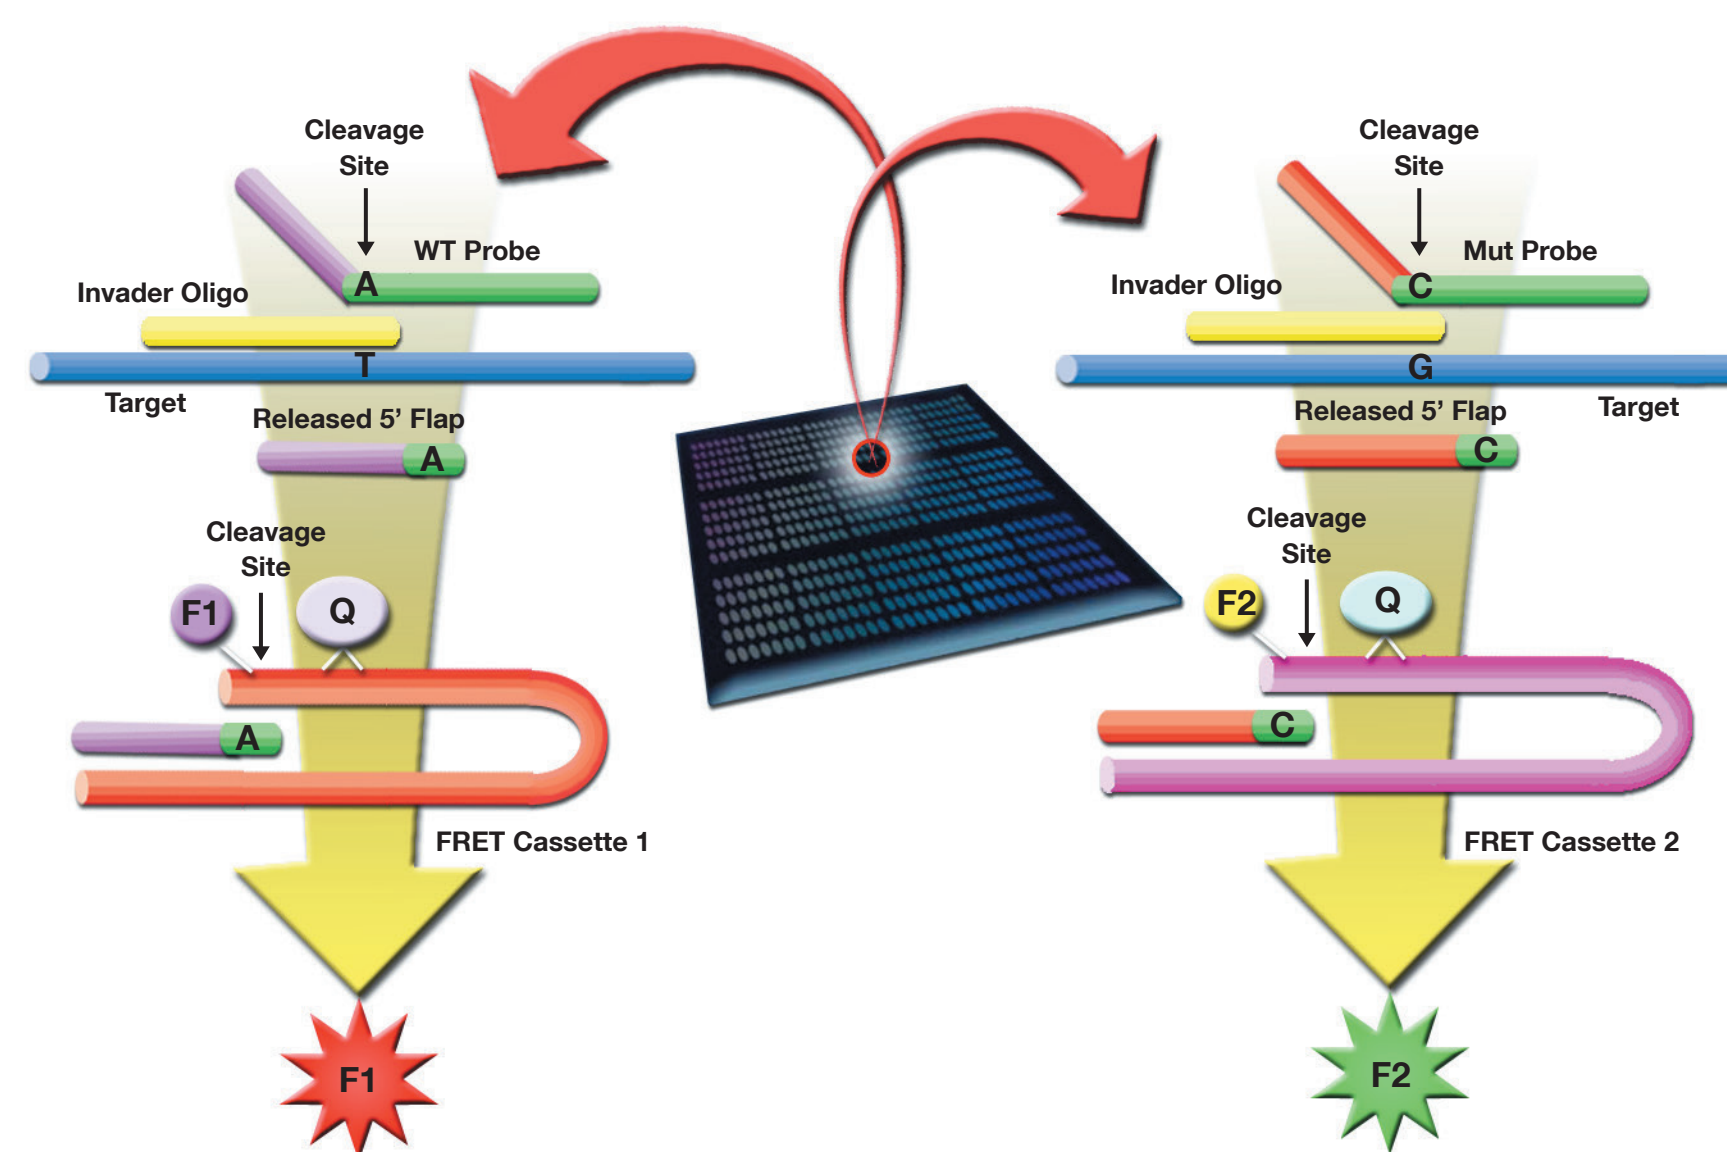 Cleavage
Site
WT Probe
A
Invader Oligo
T
Target
Released 5’ Flap
A
Cleavage
Site
F1
Q
A
FRET Cassette 1
F1
Cleavage
Site
Mut Probe
C
Invader Oligo
G
Target
Released 5’ Flap
C
Cleavage
Site
F2
Q
C
FRET Cassette 2
F2